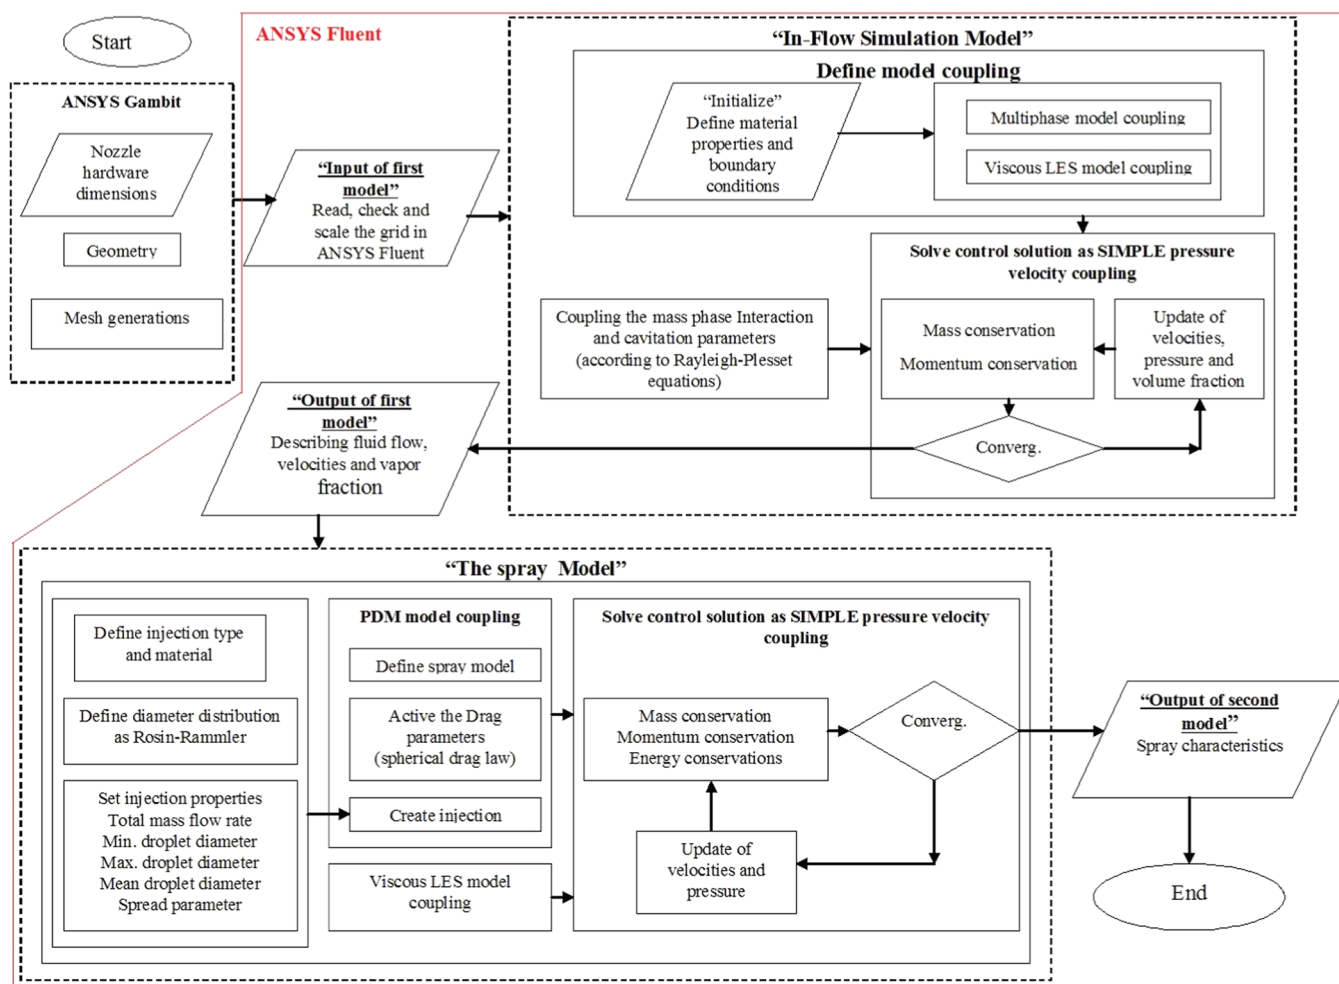 Start
ANSYS Gambit
Nozzle
hardware
dimensions
Geometry
Mesh generations
ANSYS Fluent
“Input of first
model”
Read, check and
scale the grid in
ANSYS Fluent
“In-Flow Simulation Model”
Define model coupling
“Initialize”
Define material
properties and
boundary
conditions
Multiphase model coupling
Viscous LES model coupling
Solve control solution as SIMPLE pressure
velocity coupling
Coupling the mass phase Interaction
and cavitation parameters
(according to Rayleigh-Plesset
equations)
Mass conservation
Momentum conservation
Update of
velocities,
pressure and
volume fraction
Converg.
“Output of first
model”
Describing fluid flow,
velocities and vapor
fraction
“The spray Model”
Define injection type
and material
Define diameter distribution
as Rosin-Rammler
Set injection properties
Total mass flow rate
Min. droplet diameter
Max. droplet diameter
Mean droplet diameter
Spread parameter
PDM model coupling
Define spray model
Active the Drag
parameters
(spherical drag law)
Create injection
Viscous LES model
coupling
Solve control solution as SIMPLE pressure velocity
coupling
Mass conservation
Momentum conservation
Energy conservations
Converg.
Update of
velocities and
pressure
“Output of second
model”
Spray characteristics
End